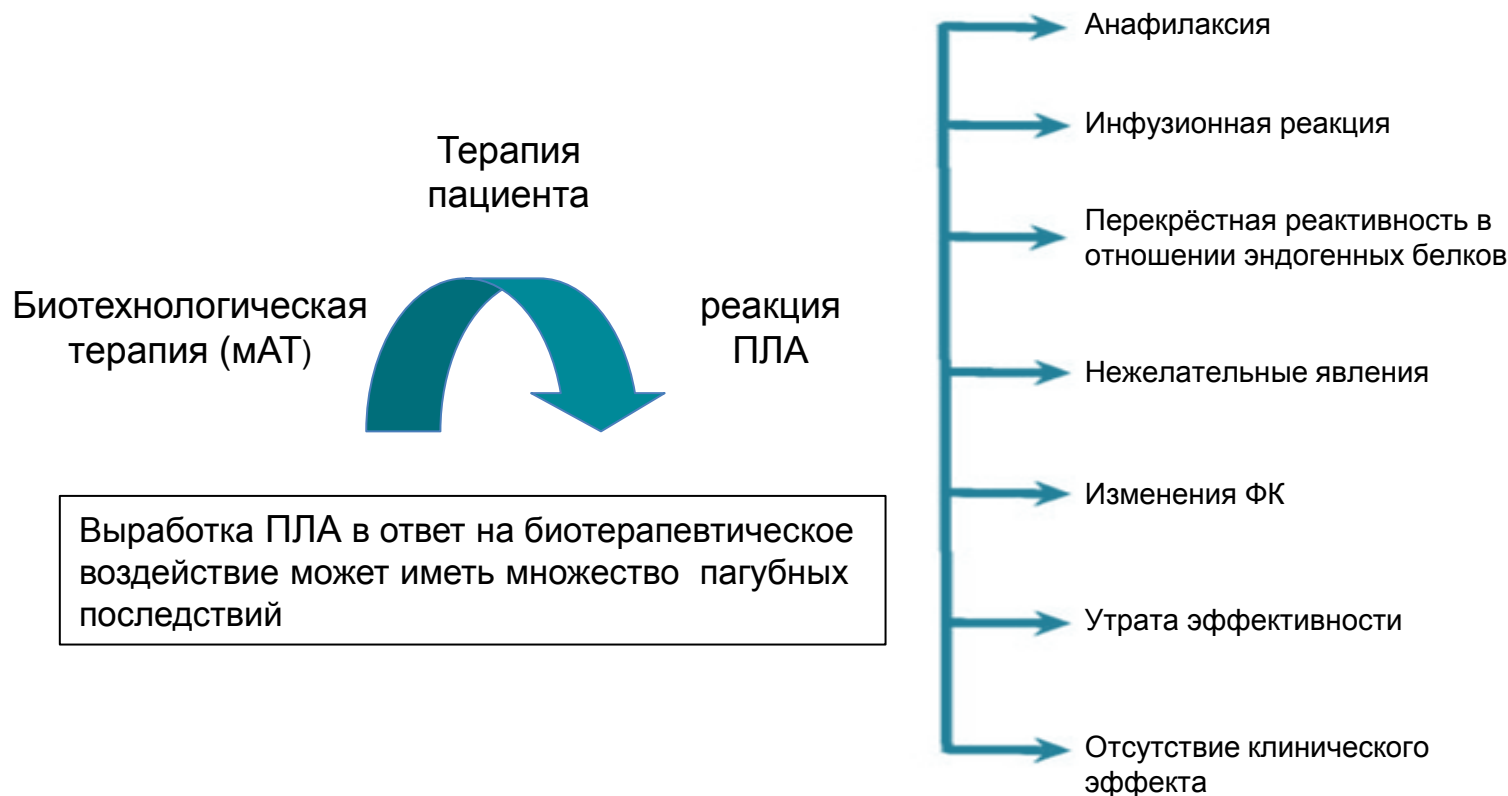 Терапия
пациента
Биотехнологическая
терапия (мАТ)
реакция
ПЛА
Выработка ПЛА в ответ на биотерапевтическое
воздействие может иметь множество пагубных
последствий
Анафилаксия
Инфузионная реакция
Перекрёстная реактивность в
отношении эндогенных белков
Нежелательные явления
Изменения ФК
Утрата эффективности
Отсутствие клинического
эффекта